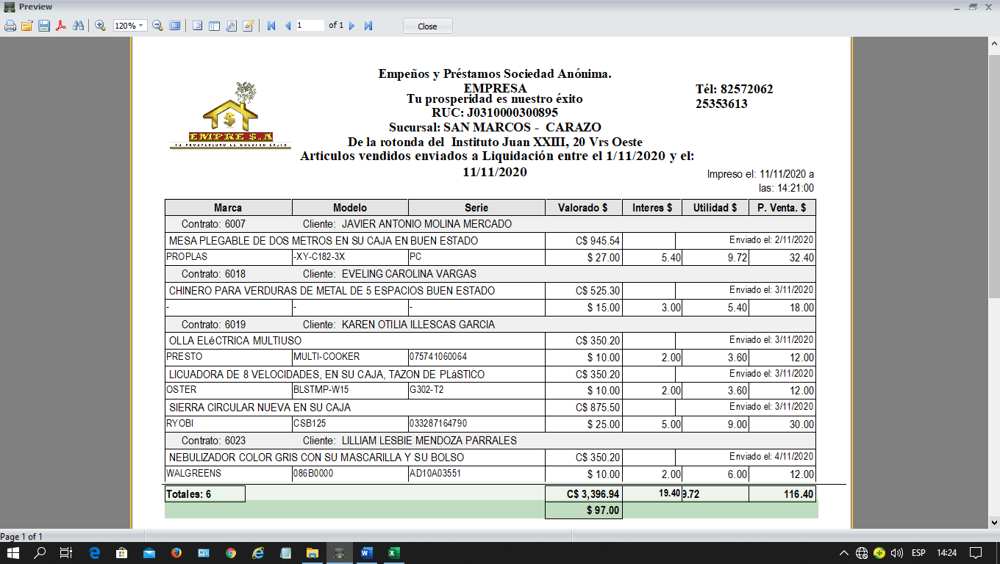 Preview
120%
1 of 1
Close
Empeños y Préstamos Sociedad Anónima.
EMPRESA
Tu prosperidad es nuestro éxito
RUC: J0310000300895
Sucursal: SAN MARCOS - CARAZO
De la rotonda del Instituto Juan XXIII, 20 Vrs Oeste
Tél: 82572062
25353613
EMPRE $.A
TU PROSPERIDAD ES NUESTRO ÉXITO
Articulos vendidos enviados a Liquidación entre el 1/11/2020 y el:
11/11/2020
Impreso el: 11/11/2020 a
las: 14:21:00
Marca Modelo Serie Valorado $ Interes $ Utilidad $ P. Venta. $
Contrato: 6007 Cliente: JAVIER ANTONIO MOLINA MERCADO
MESA PLEGABLE DE DOS METROS EN SU CAJA EN BUEN ESTADO C$ 945.54 Enviado el: 2/11/2020
PROPLAS -XY-C182-3X PC $ 27.00 5.40 9.72 32.40
Contrato: 6018 Cliente: EVELING CAROLINA VARGAS
CHINERO PARA VERDURAS DE METAL DE 5 ESPACIOS BUEN ESTADO C$ 525.30 Enviado el: 3/11/2020
- - - $ 15.00 3.00 5.40 18.00
Contrato: 6019 Cliente: KAREN OTILIA ILLESCAS GARCIA
OLLA ELéCTRICA MULTIUSO C$ 350.20 Enviado el: 3/11/2020
PRESTO MULTI-COOKER 075741060064 $ 10.00 2.00 3.60 12.00
LICUADORA DE 8 VELOCIDADES, EN SU CAJA, TAZON DE PLáSTICO C$ 350.20 Enviado el: 3/11/2020
OSTER BLSTMP-W15 G302-T2 $ 10.00 2.00 3.60 12.00
SIERRA CIRCULAR NUEVA EN SU CAJA C$ 875.50 Enviado el: 3/11/2020
RYOBI CSB125 033287164790 $ 25.00 5.00 9.00 30.00
Contrato: 6023 Cliente: LILLIAM LESBIE MENDOZA PARRALES
NEBULIZADOR COLOR GRIS CON SU MASCARILLA Y SU BOLSO C$ 350.20 Enviado el: 4/11/2020
WALGREENS 086B0000 AD10A03551 $ 10.00 2.00 6.00 12.00
Totales: 6 C$ 3,396.94 19.40 9.72 116.40
$ 97.00
Page 1 of 1
ESP 14:24